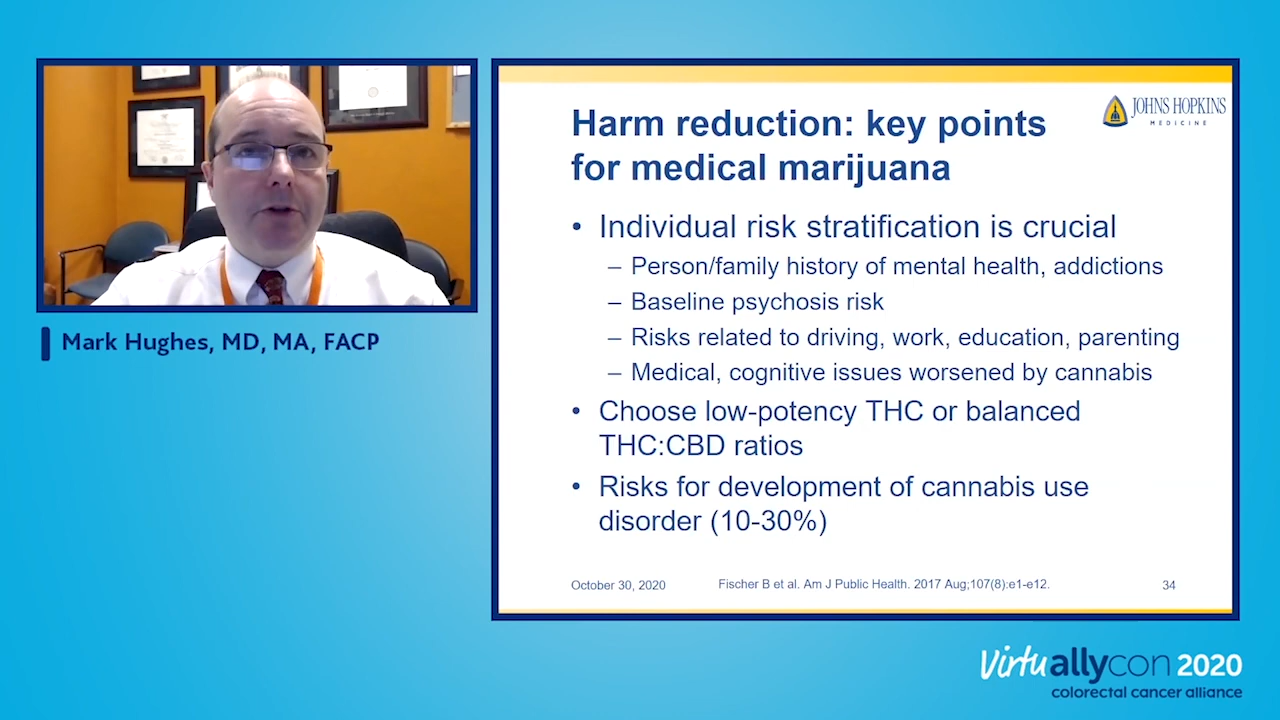 Mark Hughes, MD, MA, FACP
JOHNS HOPKINS
MEDICINE
Harm reduction: key points
for medical marijuana
• Individual risk stratification is crucial
– Person/family history of mental health, addictions
– Baseline psychosis risk
– Risks related to driving, work, education, parenting
– Medical, cognitive issues worsened by cannabis
• Choose low-potency THC or balanced
THC:CBD ratios
• Risks for development of cannabis use
disorder (10-30%)
October 30, 2020
Fischer B et al. Am J Public Health. 2017 Aug;107(8):e1-e12.
34
Virtuallycon 2020
colorectal cancer alliance